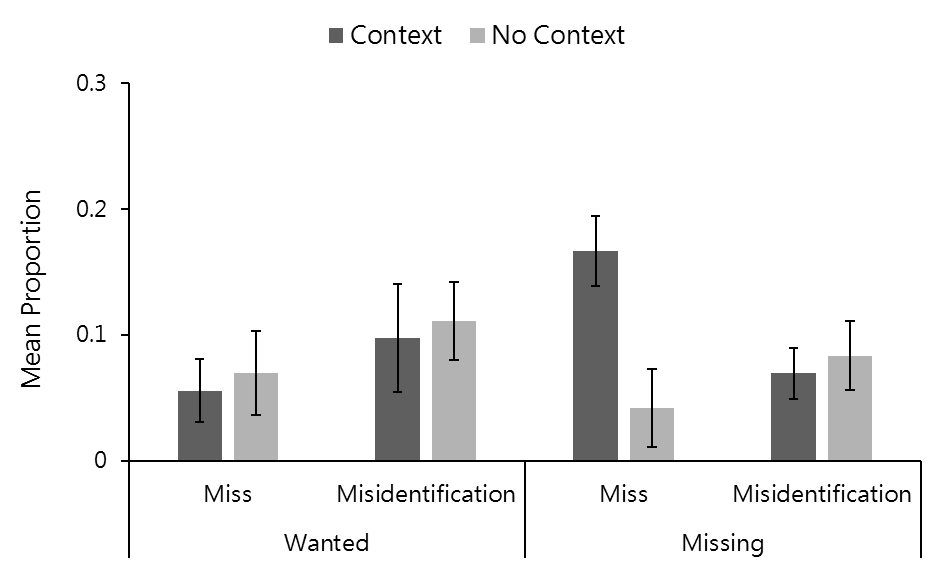 Context No Context
0.3
0.2
0.1
0
Mean Proportion
Miss Misidentification Miss Misidentification
Wanted Missing